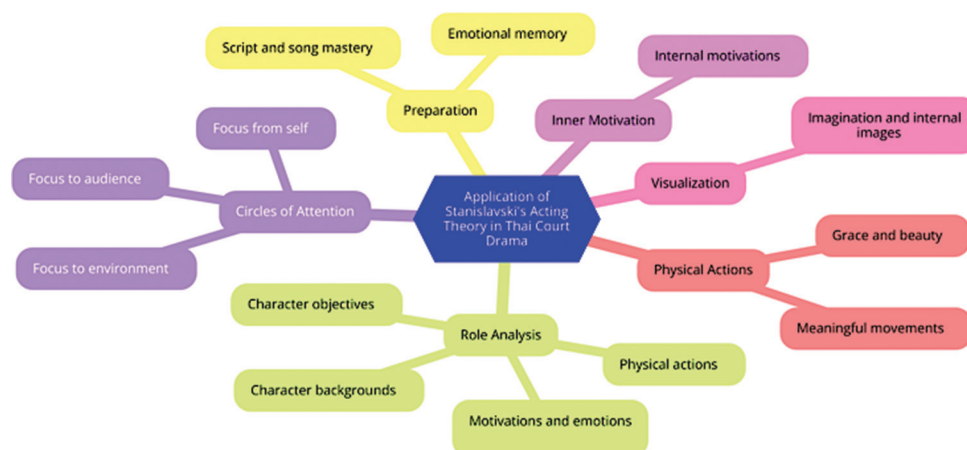 Application of
Stanislavski's Acting
Theory in Thai Court
Drama
Preparation
Script and song mastery
Emotional memory
Inner Motivation
Internal motivations
Visualization
Imagination and internal
images
Physical Actions
Grace and beauty
Meaningful movements
Role Analysis
Physical actions
Motivations and emotions
Character backgrounds
Character objectives
Circles of Attention
Focus from self
Focus to audience
Focus to environment